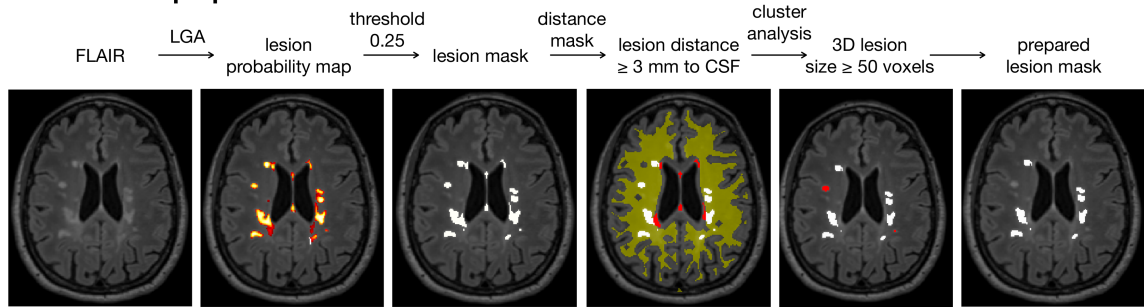 FLAIR
LGA
lesion
probability map
threshold
0.25
lesion mask
distance
mask
lesion distance
≥ 3 mm to CSF
cluster
analysis
3D lesion
size ≥ 50 voxels
prepared
lesion mask